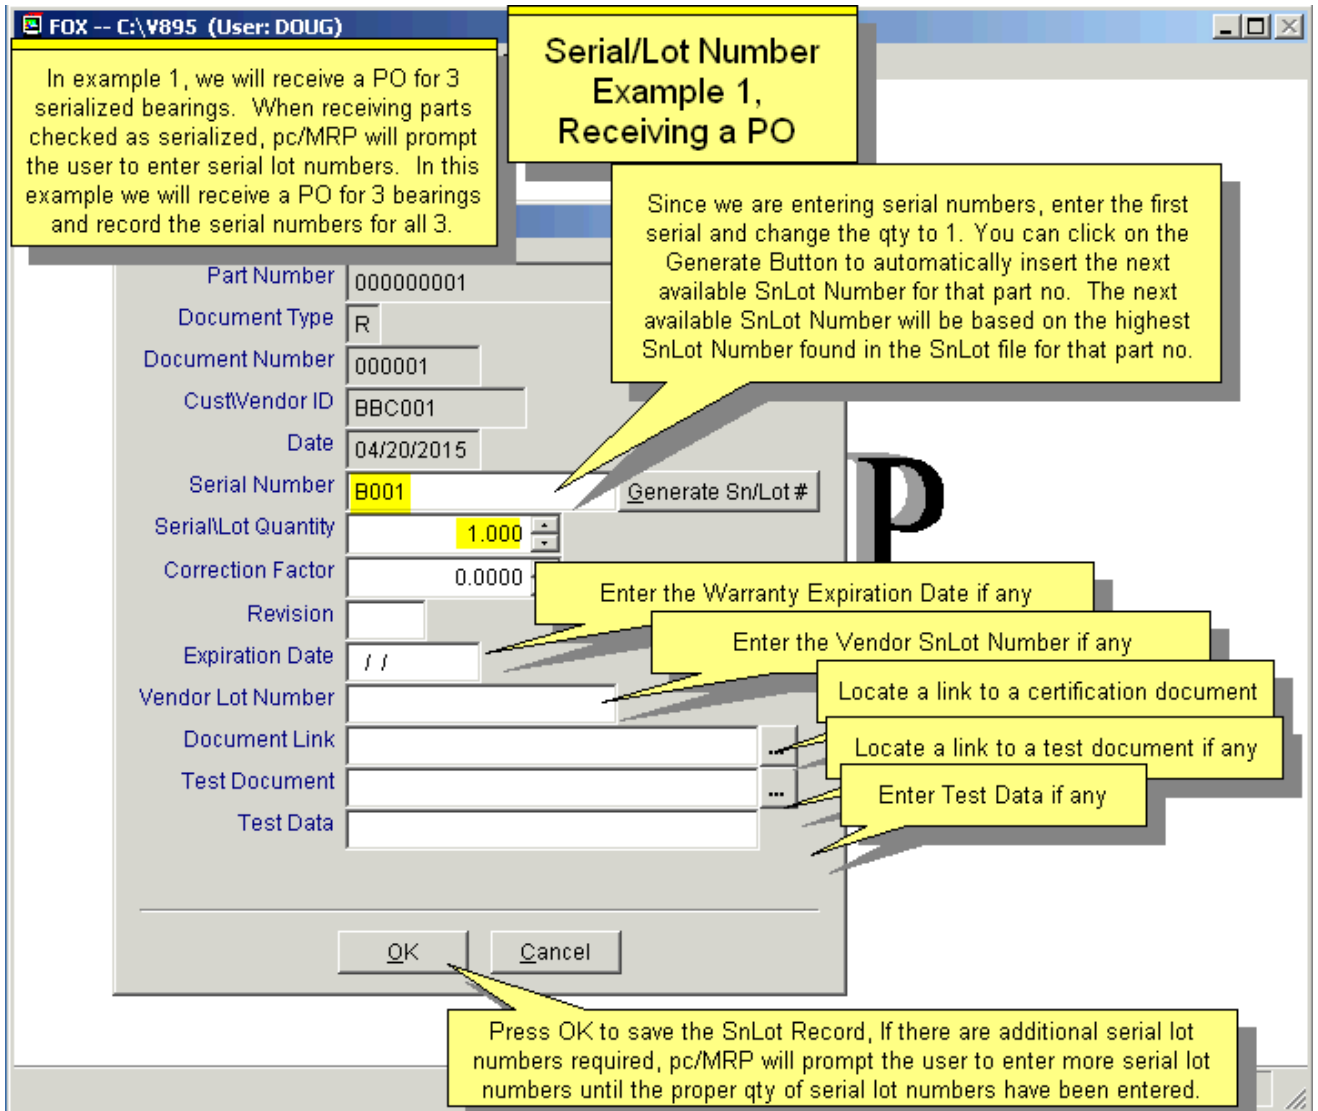 FOX -- C:\V895 (User: DOUG)
In example 1, we will receive a PO for 3
serialized bearings. When receiving parts
checked as serialized, pc/MRP will prompt
the user to enter serial lot numbers. In this
example we will receive a PO for 3 bearings
and record the serial numbers for all 3.
Serial/Lot Number
Example 1,
Receiving a PO
Since we are entering serial numbers, enter the first
serial and change the qty to 1. You can click on the
Generate Button to automatically insert the next
available SnLot Number for that part no. The next
available SnLot Number will be based on the highest
SnLot Number found in the SnLot file for that part no.
Part Number 000000001
Document Type R
Document Number 000001
Cust\Vendor ID BBC001
Date 04/20/2015
Serial Number B001 Generate Sn/Lot #
Serial\Lot Quantity 1.000
Correction Factor 0.0000
Revision
Expiration Date / /
Vendor Lot Number
Document Link ...
Test Document ...
Test Data
P
Enter the Warranty Expiration Date if any
Enter the Vendor SnLot Number if any
Locate a link to a certification document
Locate a link to a test document if any
Enter Test Data if any
OK Cancel
Press OK to save the SnLot Record, If there are additional serial lot
numbers required, pc/MRP will prompt the user to enter more serial lot
numbers until the proper qty of serial lot numbers have been entered.